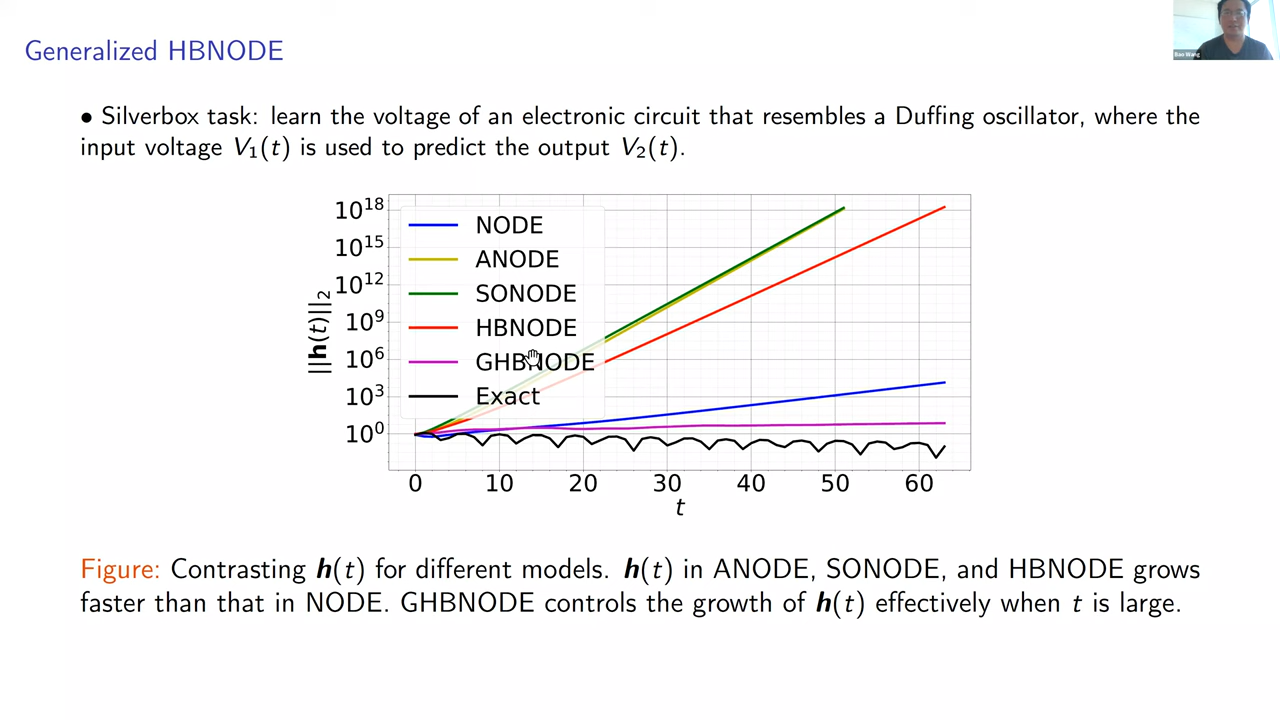 Generalized HBNODE
Bao Wang
• Silverbox task: learn the voltage of an electronic circuit that resembles a Duffing oscillator, where the
input voltage V₁(t) is used to predict the output V₂(t).
10¹⁸
10¹⁵
10¹²
10⁹
10⁶
10³
10⁰
||h(t)||₂
NODE
ANODE
SONODE
HBNODE
GHBNODE
Exact
0 10 20 30 40 50 60
t
Figure: Contrasting h(t) for different models. h(t) in ANODE, SONODE, and HBNODE grows
faster than that in NODE. GHBNODE controls the growth of h(t) effectively when t is large.